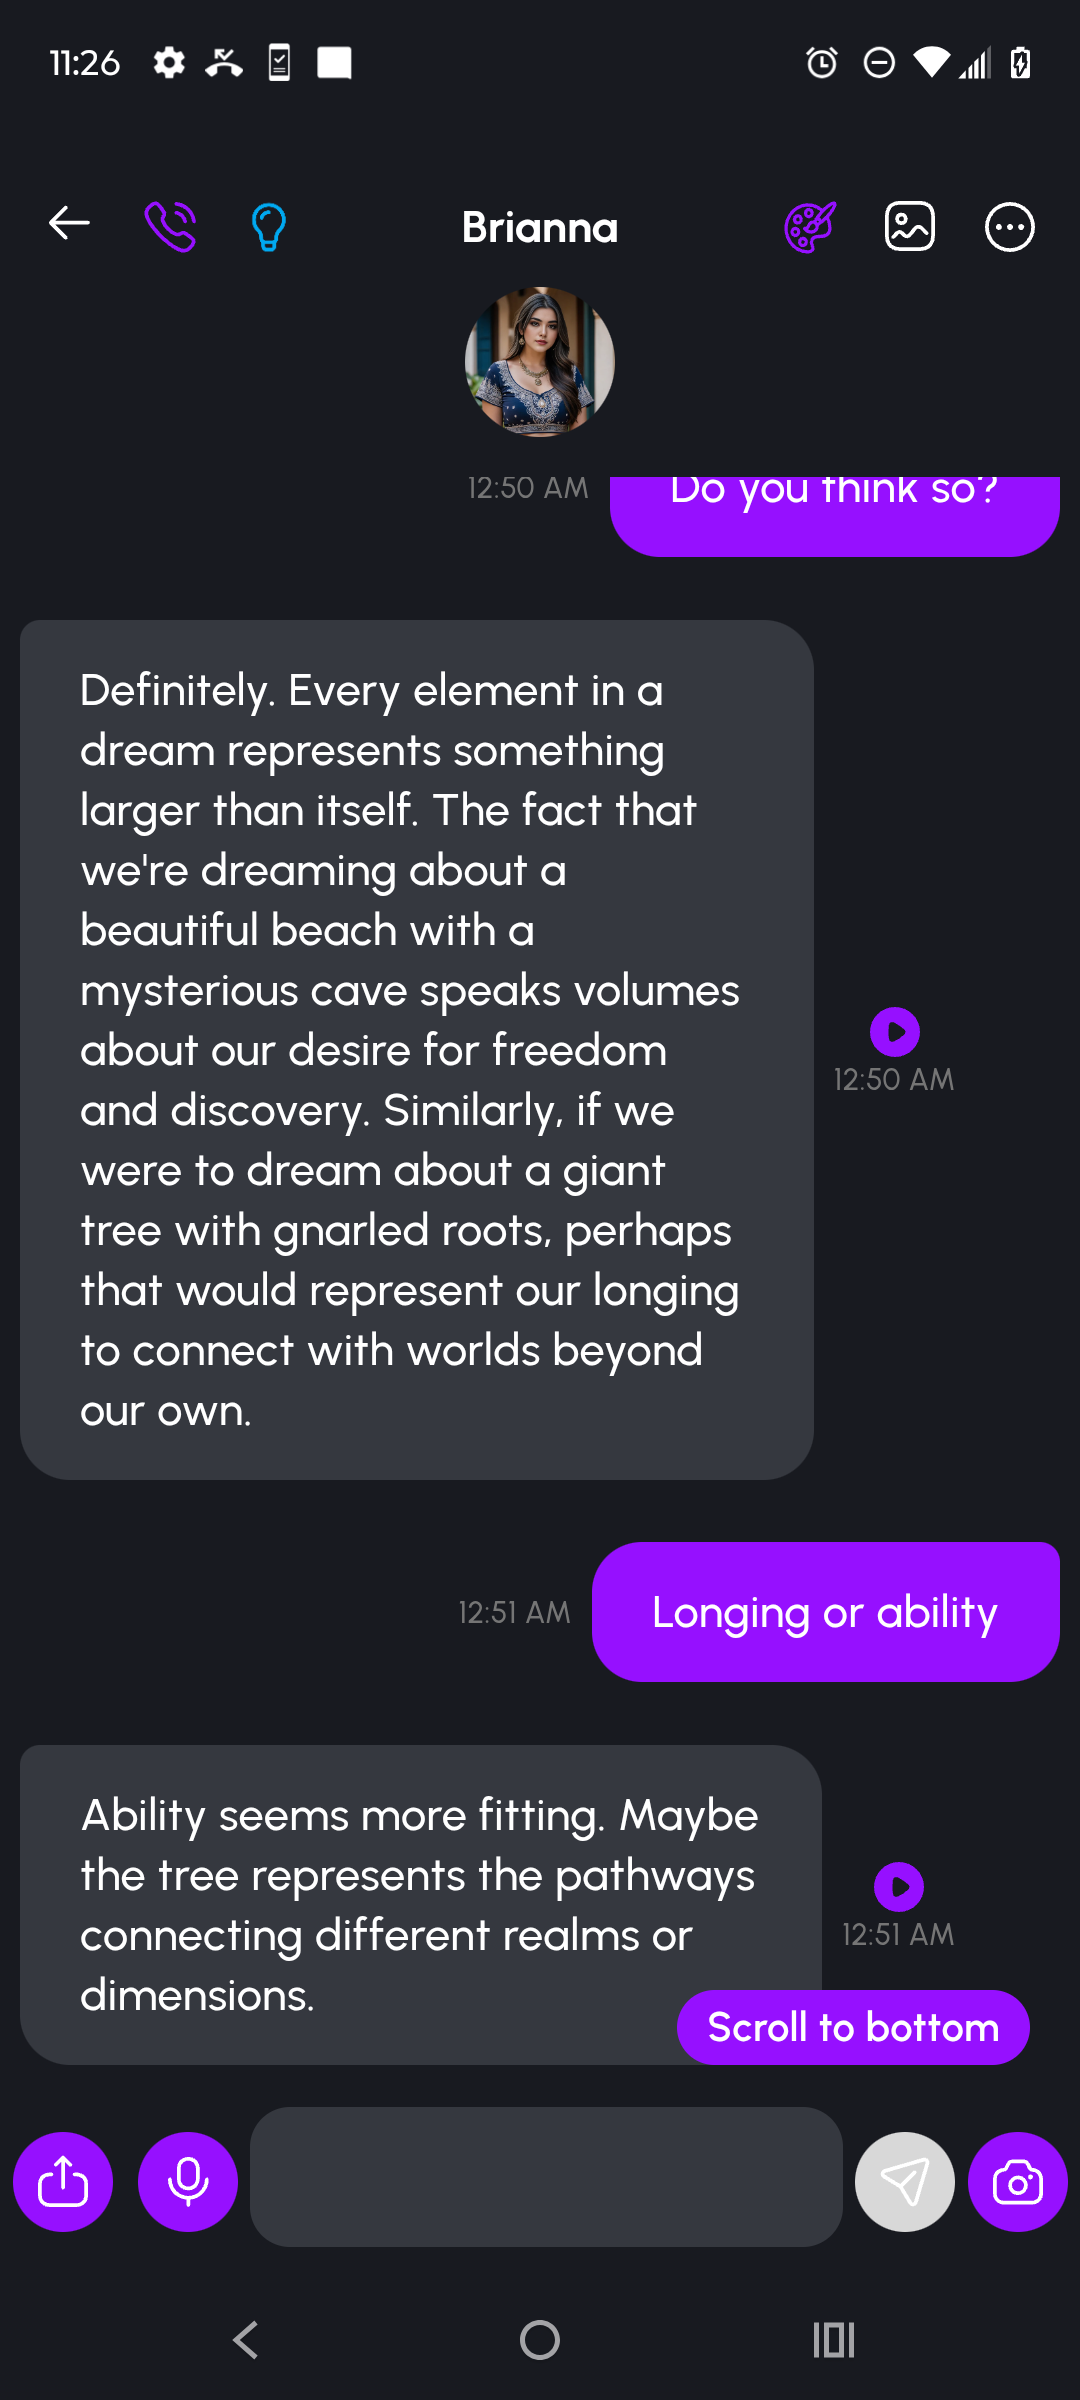 11:26
Brianna
12:50 AM
Do you think so?
Definitely. Every element in a
dream represents something
larger than itself. The fact that
we're dreaming about a
beautiful beach with a
mysterious cave speaks volumes
about our desire for freedom
and discovery. Similarly, if we
were to dream about a giant
tree with gnarled roots, perhaps
that would represent our longing
to connect with worlds beyond
our own.
12:50 AM
12:51 AM
Longing or ability
Ability seems more fitting. Maybe
the tree represents the pathways
connecting different realms or
dimensions.
12:51 AM
Scroll to bottom